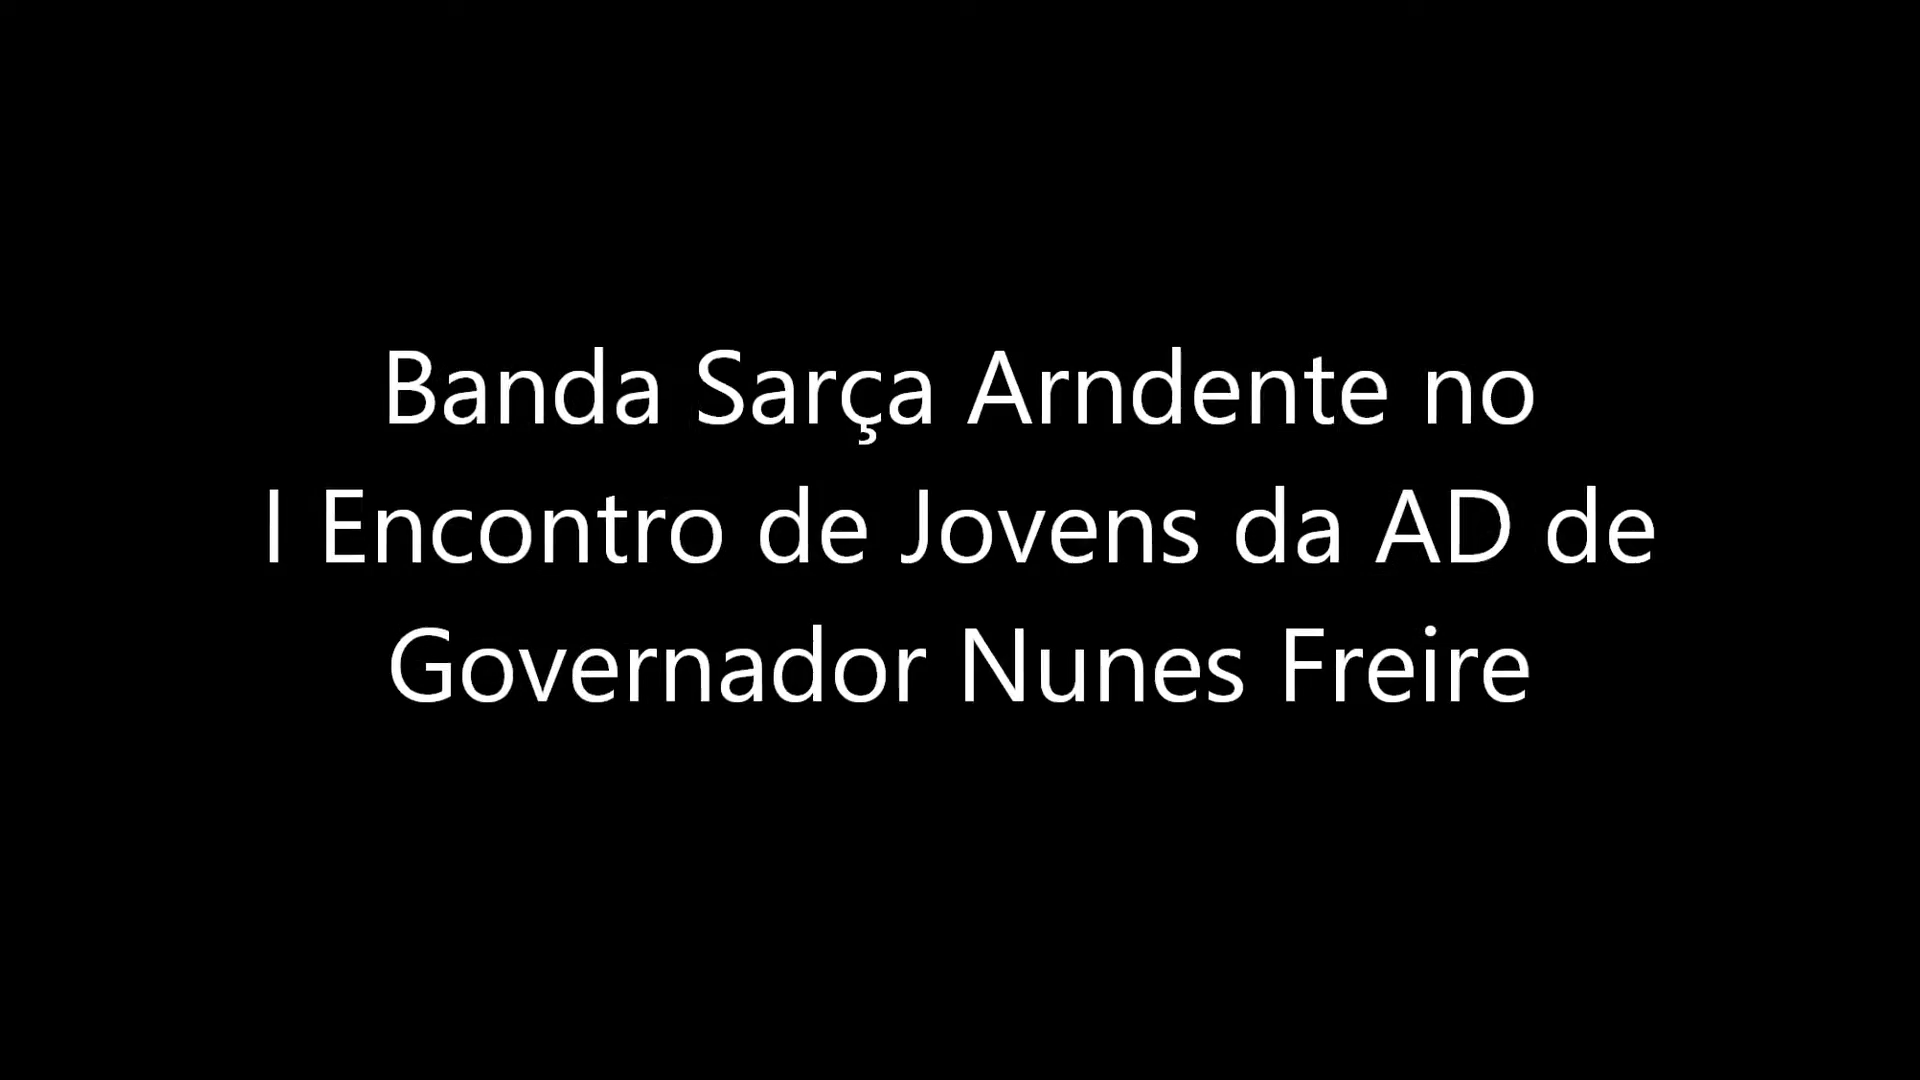 Banda Sarça Arndente no
I Encontro de Jovens da AD de
Governador Nunes Freire